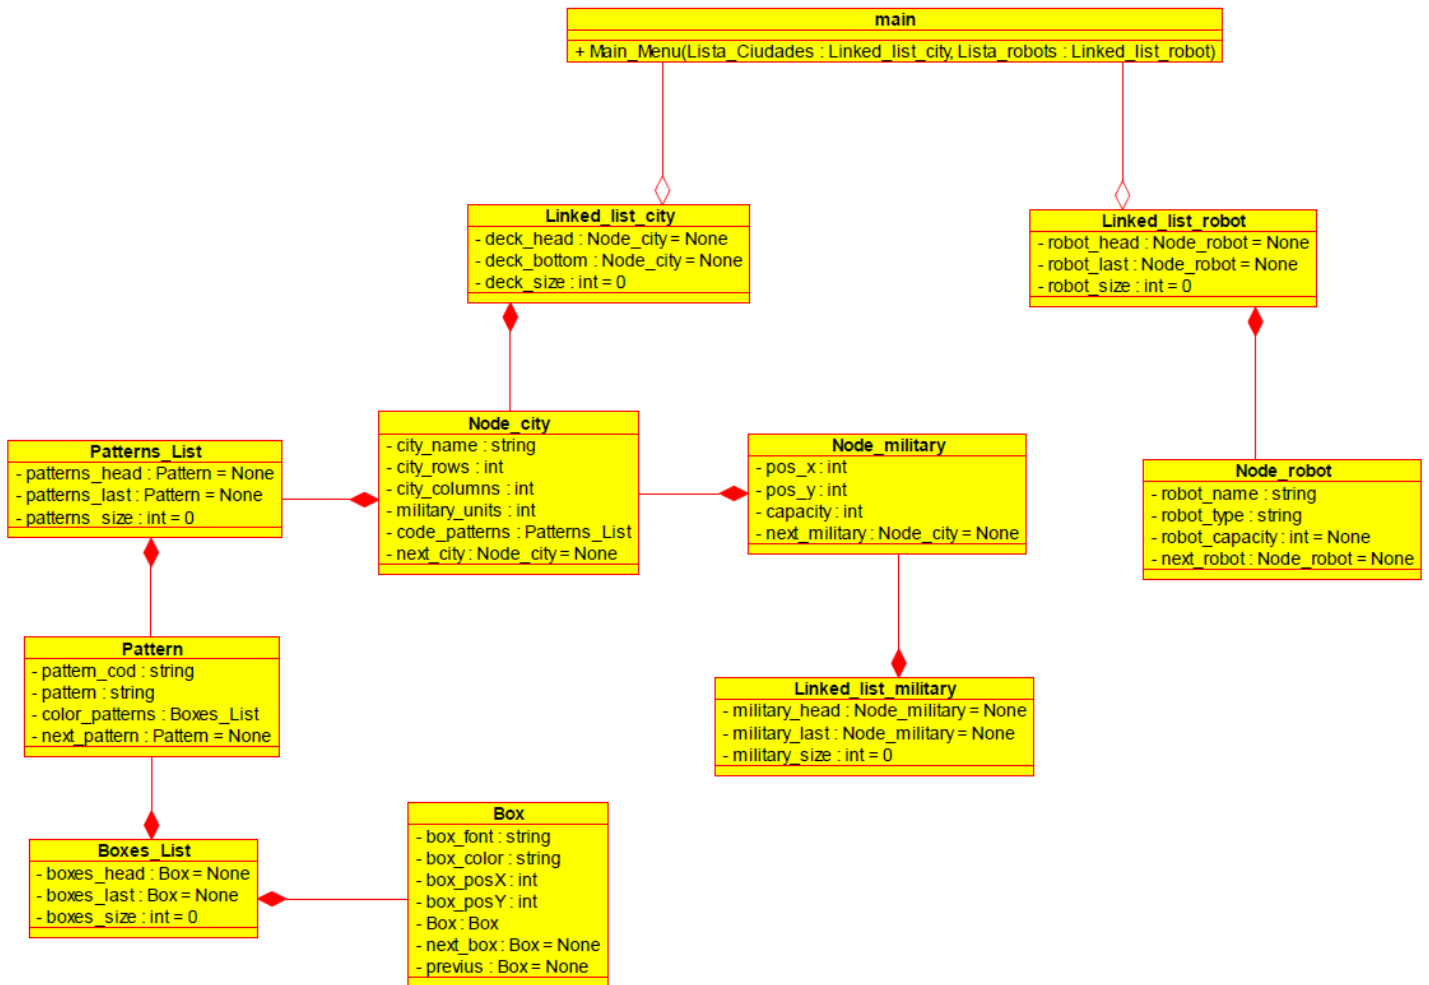 main
+ Main_Menu(Lista_Ciudades : Linked_list_city, Lista_robots : Linked_list_robot)
Linked_list_city
- deck_head : Node_city = None
- deck_bottom : Node_city = None
- deck_size : int = 0
Linked_list_robot
- robot_head : Node_robot = None
- robot_last : Node_robot = None
- robot_size : int = 0
Patterns_List
- patterns_head : Pattern = None
- patterns_last : Pattern = None
- patterns_size : int = 0
Node_city
- city_name : string
- city_rows : int
- city_columns : int
- military_units : int
- code_patterns : Patterns_List
- next_city : Node_city = None
Node_military
- pos_x : int
- pos_y : int
- capacity : int
- next_military : Node_city = None
Node_robot
- robot_name : string
- robot_type : string
- robot_capacity : int = None
- next_robot : Node_robot = None
Pattern
- pattern_cod : string
- pattern : string
- color_patterns : Boxes_List
- next_pattern : Pattern = None
Linked_list_military
- military_head : Node_military = None
- military_last : Node_military = None
- military_size : int = 0
Boxes_List
- boxes_head : Box = None
- boxes_last : Box = None
- boxes_size : int = 0
Box
- box_font : string
- box_color : string
- box_posX : int
- box_posY : int
- Box : Box
- next_box : Box = None
- previus : Box = None